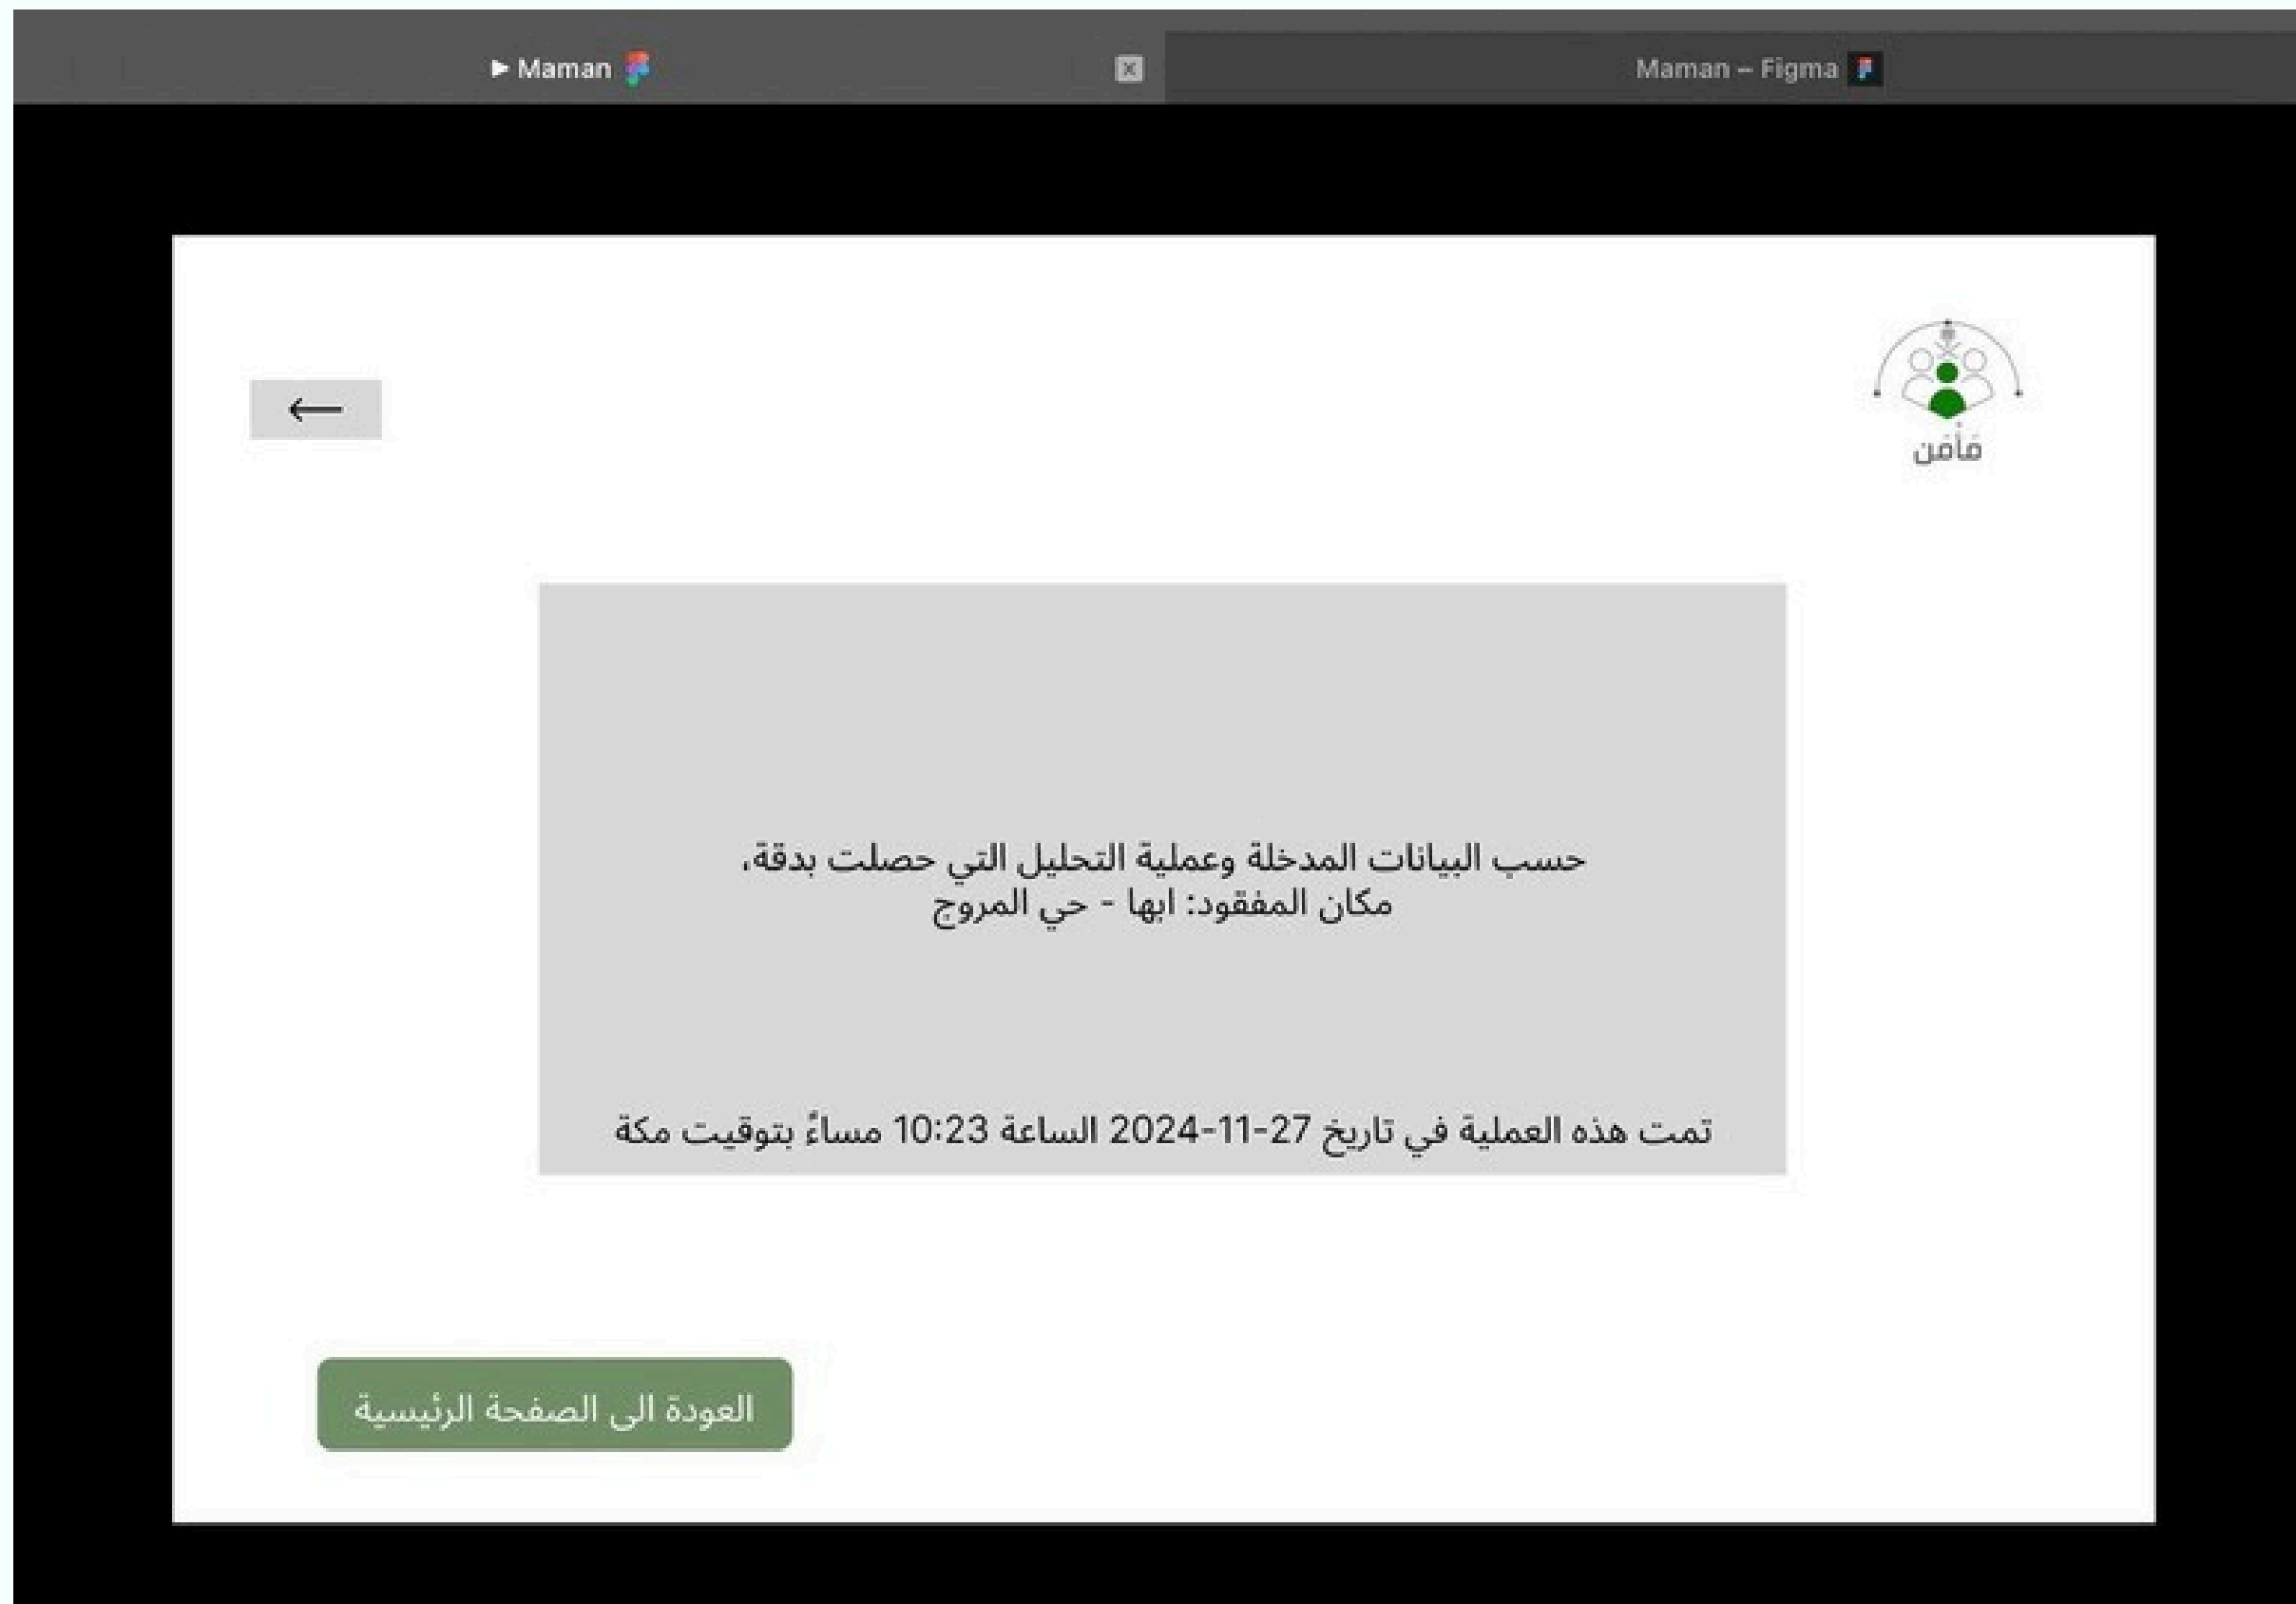 ▶ Maman
Maman – Figma
←
مَأمَن
حسب البيانات المدخلة وعملية التحليل التي حصلت بدقة،
مكان المفقود: ابها - حي المروج
تمت هذه العملية في تاريخ 27-11-2024 الساعة 10:23 مساءً بتوقيت مكة
العودة الى الصفحة الرئيسية